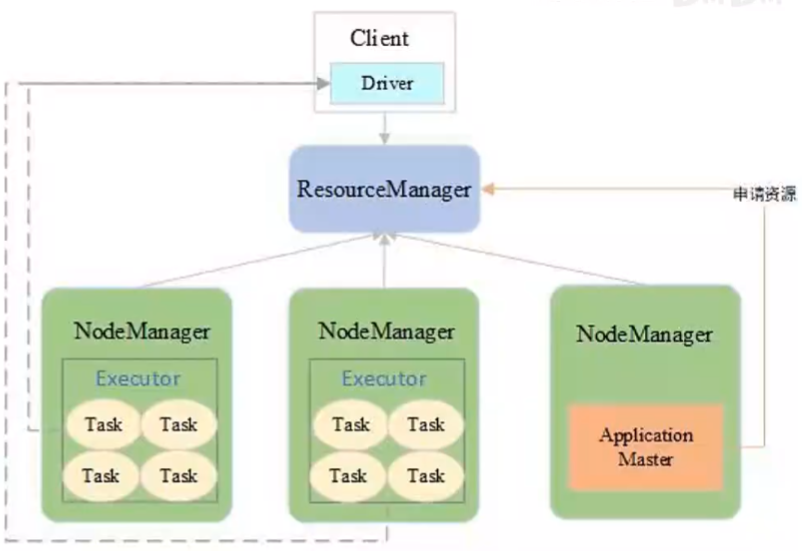 Client
Driver
ResourceManager
申请资源
NodeManager
Executor
Task Task
Task Task
NodeManager
Executor
Task Task
Task Task
NodeManager
Application
Master